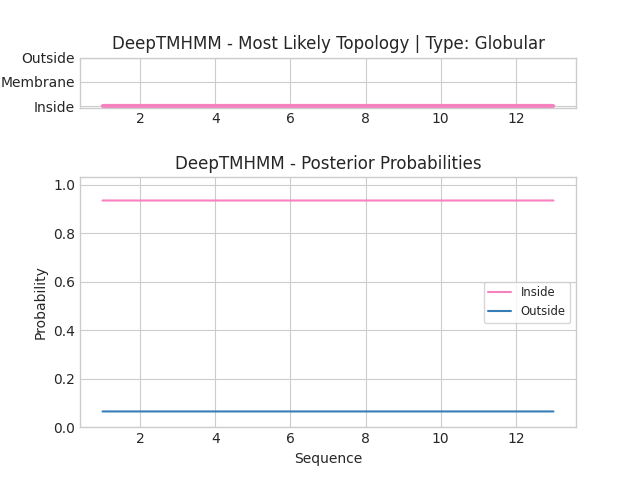 DeepTMHMM - Most Likely Topology | Type: Globular
Outside
Membrane
Inside
2 4 6 8 10 12
DeepTMHMM - Posterior Probabilities
1.0
0.8
0.6
0.4
0.2
0.0
Probability
Inside
Outside
2 4 6 8 10 12
Sequence